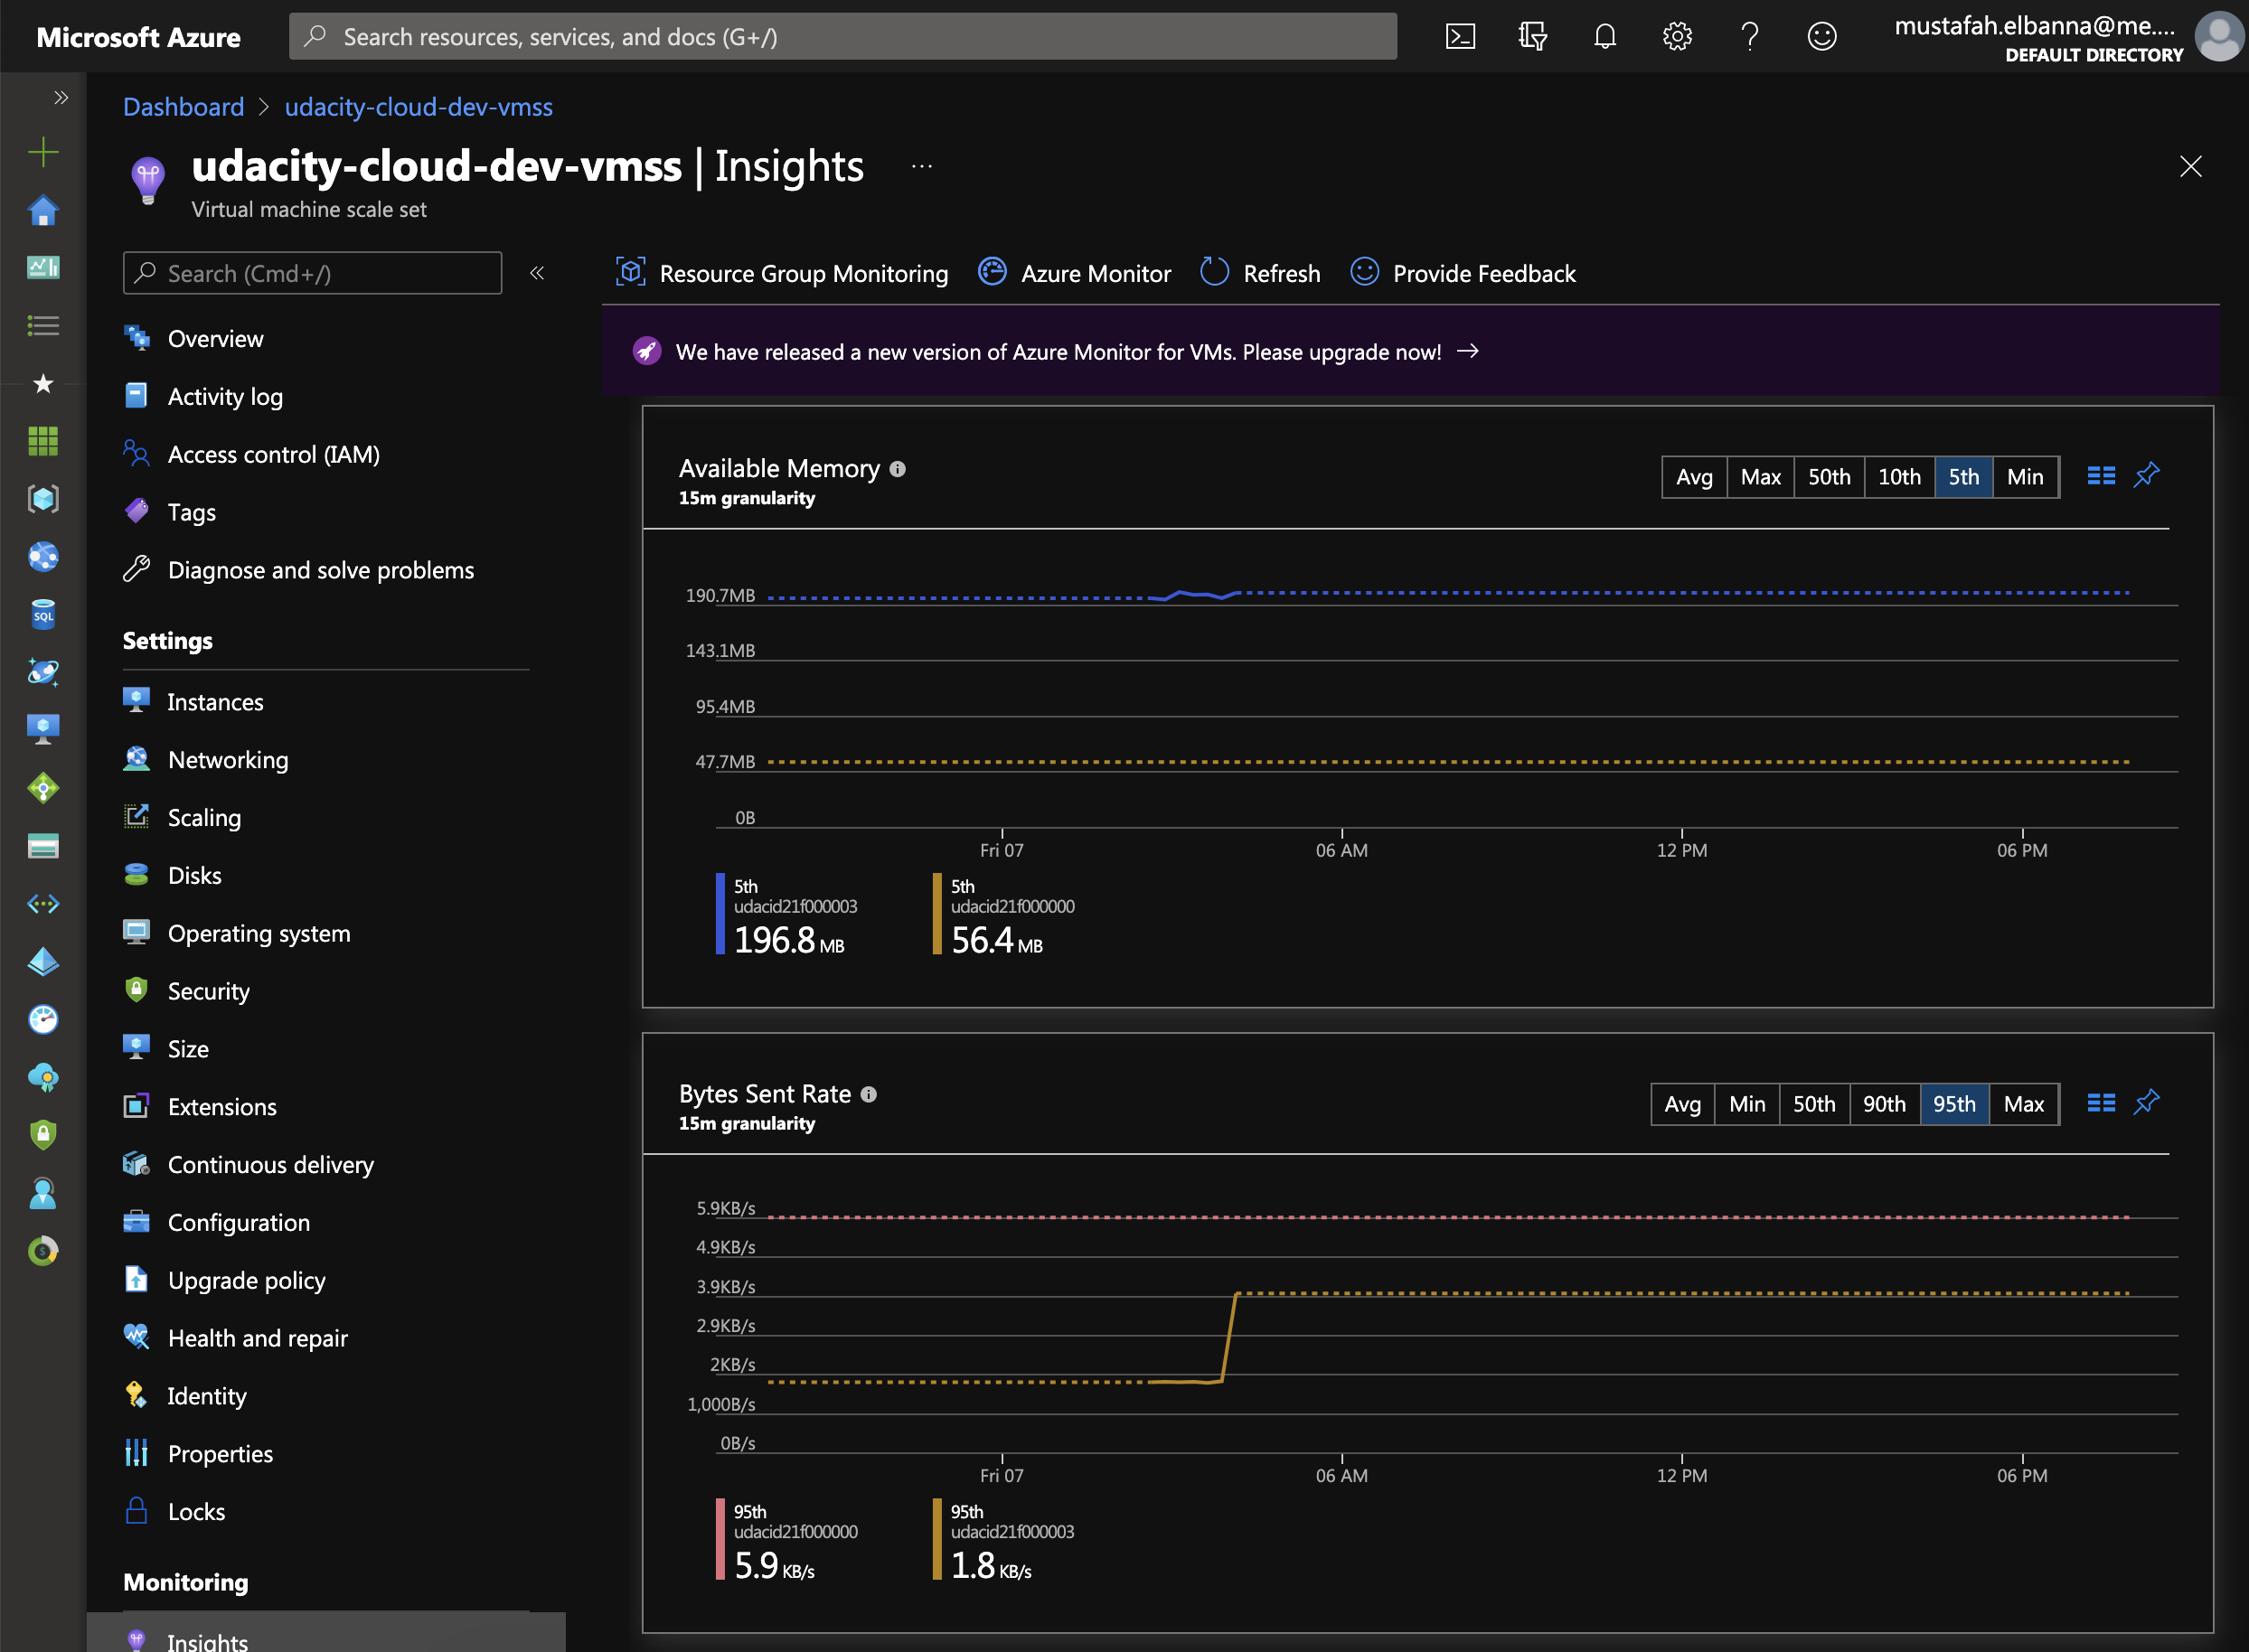 Microsoft Azure
Search resources, services, and docs (G+/)
mustafah.elbanna@me....
DEFAULT DIRECTORY
Dashboard > udacity-cloud-dev-vmss
udacity-cloud-dev-vmss | Insights ...
Virtual machine scale set
Search (Cmd+/)
Overview
Activity log
Access control (IAM)
Tags
Diagnose and solve problems
Settings
Instances
Networking
Scaling
Disks
Operating system
Security
Size
Extensions
Continuous delivery
Configuration
Upgrade policy
Health and repair
Identity
Properties
Locks
Monitoring
Insights
SQL
Resource Group Monitoring
Azure Monitor
Refresh
Provide Feedback
We have released a new version of Azure Monitor for VMs. Please upgrade now! →
Available Memory
15m granularity
Avg Max 50th 10th 5th Min
190.7MB
143.1MB
95.4MB
47.7MB
0B
Fri 07 06 AM 12 PM 06 PM
5th
udacid21f000003
196.8 MB
5th
udacid21f000000
56.4 MB
Bytes Sent Rate
15m granularity
Avg Min 50th 90th 95th Max
5.9KB/s
4.9KB/s
3.9KB/s
2.9KB/s
2KB/s
1,000B/s
0B/s
Fri 07 06 AM 12 PM 06 PM
95th
udacid21f000000
5.9 KB/s
95th
udacid21f000003
1.8 KB/s